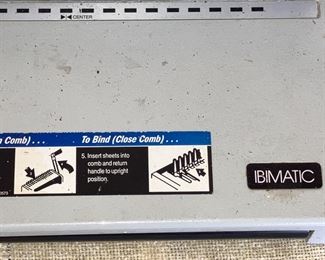 CENTER
Comb) . . .
To Bind (Close Comb) . . .
5. Insert sheets into
comb and return
handle to upright
position.
IBIMATIC